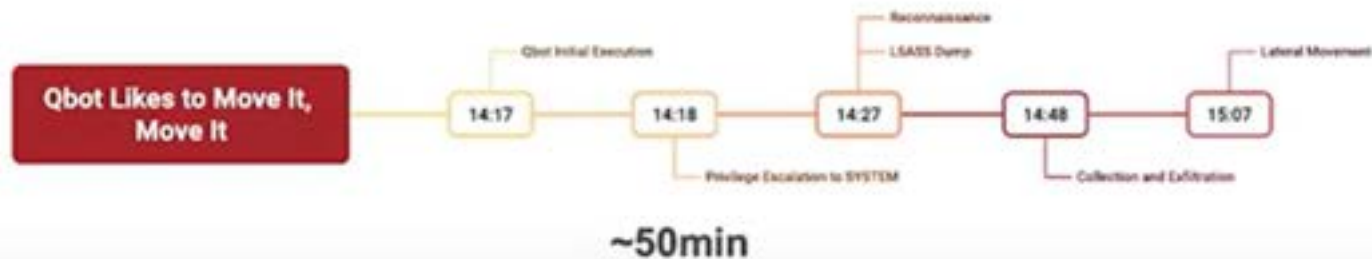 Qbot Likes to Move It,
Move It
14:17
Qbot Initial Execution
14:18
Privilege Escalation to SYSTEM
14:27
Reconnaissance
LSASS Dump
14:48
Collection and Exfiltration
15:07
Lateral Movement
~50min